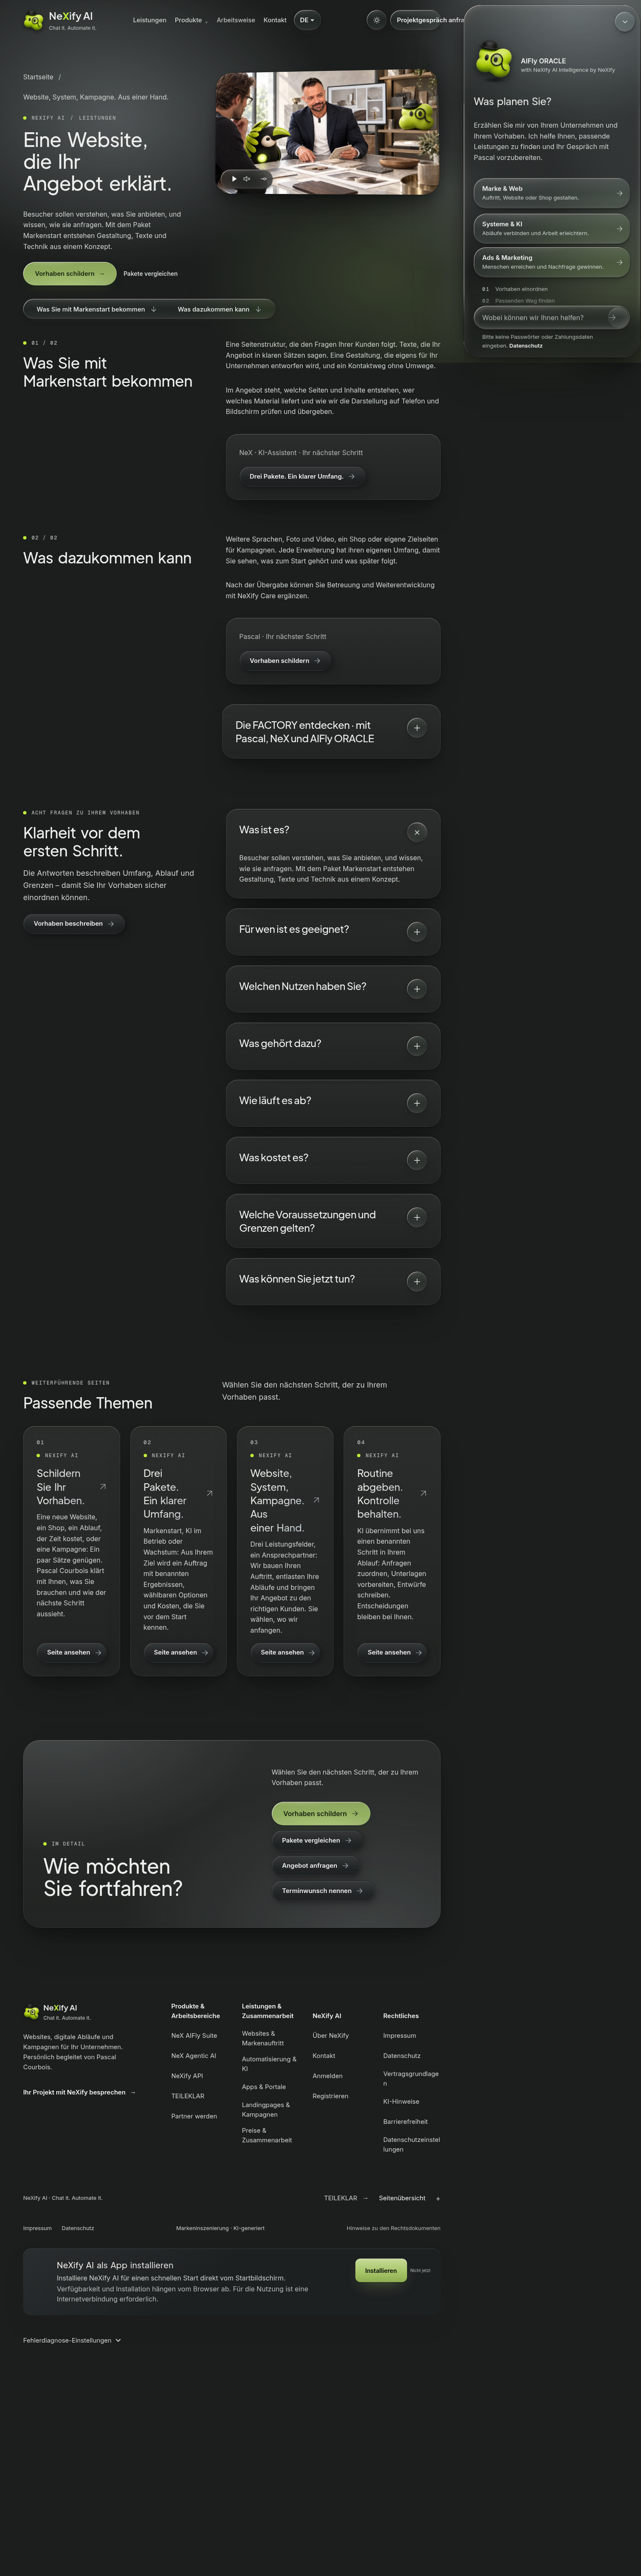 NeXify AI
Chat it. Automate it.
Leistungen
Produkte
Arbeitsweise
Kontakt
DE
Projektgespräch anfra
Startseite /
Website, System, Kampagne. Aus einer Hand.
NEXIFY AI / LEISTUNGEN
Eine Website,
die Ihr
Angebot erklärt.
Besucher sollen verstehen, was Sie anbieten, und
wissen, wie sie anfragen. Mit dem Paket
Markenstart entstehen Gestaltung, Texte und
Technik aus einem Konzept.
Vorhaben schildern →
Pakete vergleichen
Was Sie mit Markenstart bekommen ↓
Was dazukommen kann ↓
AIFly ORACLE
with NeXify AI Intelligence by NeXify
Was planen Sie?
Erzählen Sie mir von Ihrem Unternehmen und
Ihrem Vorhaben. Ich helfe Ihnen, passende
Leistungen zu finden und Ihr Gespräch mit
Pascal vorzubereiten.
Marke & Web
Auftritt, Website oder Shop gestalten.
→
Systeme & KI
Abläufe verbinden und Arbeit erleichtern.
→
Ads & Marketing
Menschen erreichen und Nachfrage gewinnen.
→
01 Vorhaben einordnen
02 Passenden Weg finden
Wobei können wir Ihnen helfen?
→
Bitte keine Passwörter oder Zahlungsdaten
eingeben. Datenschutz
01 / 02
Was Sie mit
Markenstart bekommen
Eine Seitenstruktur, die den Fragen Ihrer Kunden folgt. Texte, die Ihr
Angebot in klaren Sätzen sagen. Eine Gestaltung, die eigens für Ihr
Unternehmen entworfen wird, und ein Kontaktweg ohne Umwege.
Im Angebot steht, welche Seiten und Inhalte entstehen, wer
welches Material liefert und wie wir die Darstellung auf Telefon und
Bildschirm prüfen und übergeben.
NeX · KI-Assistent · Ihr nächster Schritt
Drei Pakete. Ein klarer Umfang. →
02 / 02
Was dazukommen kann
Weitere Sprachen, Foto und Video, ein Shop oder eigene Zielseiten
für Kampagnen. Jede Erweiterung hat ihren eigenen Umfang, damit
Sie sehen, was zum Start gehört und was später folgt.
Nach der Übergabe können Sie Betreuung und Weiterentwicklung
mit NeXify Care ergänzen.
Pascal · Ihr nächster Schritt
Vorhaben schildern →
Die FACTORY entdecken · mit
Pascal, NeX und AIFly ORACLE
+
ACHT FRAGEN ZU IHREM VORHABEN
Klarheit vor dem
ersten Schritt.
Die Antworten beschreiben Umfang, Ablauf und
Grenzen – damit Sie Ihr Vorhaben sicher
einordnen können.
Vorhaben beschreiben →
Was ist es?
×
Besucher sollen verstehen, was Sie anbieten, und wissen,
wie sie anfragen. Mit dem Paket Markenstart entstehen
Gestaltung, Texte und Technik aus einem Konzept.
Für wen ist es geeignet?
+
Welchen Nutzen haben Sie?
+
Was gehört dazu?
+
Wie läuft es ab?
+
Was kostet es?
+
Welche Voraussetzungen und
Grenzen gelten?
+
Was können Sie jetzt tun?
+
WEITERFÜHRENDE SEITEN
Passende Themen
Wählen Sie den nächsten Schritt, der zu Ihrem
Vorhaben passt.
01
NEXIFY AI
Schildern
Sie Ihr
Vorhaben.
Eine neue Website,
ein Shop, ein Ablauf,
der Zeit kostet, oder
eine Kampagne: Ein
paar Sätze genügen.
Pascal Courbois klärt
mit Ihnen, was Sie
brauchen und wie der
nächste Schritt
aussieht.
Seite ansehen →
02
NEXIFY AI
Drei
Pakete.
Ein klarer
Umfang.
Markenstart, KI im
Betrieb oder
Wachstum: Aus Ihrem
Ziel wird ein Auftrag
mit benannten
Ergebnissen,
wählbaren Optionen
und Kosten, die Sie
vor dem Start
kennen.
Seite ansehen →
03
NEXIFY AI
Website,
System,
Kampagne.
Aus
einer Hand.
Drei Leistungsfelder,
ein Ansprechpartner:
Wir bauen Ihren
Auftritt, entlasten Ihre
Abläufe und bringen
Ihr Angebot zu den
richtigen Kunden. Sie
wählen, wo wir
anfangen.
Seite ansehen →
04
NEXIFY AI
Routine
abgeben.
Kontrolle
behalten.
KI übernimmt bei uns
einen benannten
Schritt in Ihrem
Ablauf: Anfragen
zuordnen, Unterlagen
vorbereiten, Entwürfe
schreiben.
Entscheidungen
bleiben bei Ihnen.
Seite ansehen →
IM DETAIL
Wie möchten
Sie fortfahren?
Wählen Sie den nächsten Schritt, der zu Ihrem
Vorhaben passt.
Vorhaben schildern →
Pakete vergleichen →
Angebot anfragen →
Terminwunsch nennen →
NeXify AI
Chat it. Automate it.
Websites, digitale Abläufe und
Kampagnen für Ihr Unternehmen.
Persönlich begleitet von Pascal
Courbois.
Ihr Projekt mit NeXify besprechen →
Produkte &
Arbeitsbereiche
NeX AIFly Suite
NeX Agentic AI
NeXify API
TEILEKLAR
Partner werden
Leistungen &
Zusammenarbeit
Websites &
Markenauftritt
Automatisierung &
KI
Apps & Portale
Landingpages &
Kampagnen
Preise &
Zusammenarbeit
NeXify AI
Über NeXify
Kontakt
Anmelden
Registrieren
Rechtliches
Impressum
Datenschutz
Vertragsgrundlage
n
KI-Hinweise
Barrierefreiheit
Datenschutzeinstel
lungen
NeXify AI · Chat it. Automate it.
TEILEKLAR →
Seitenübersicht +
Impressum
Datenschutz
Markeninszenierung · KI-generiert
Hinweise zu den Rechtsdokumenten
NeXify AI als App installieren
Installiere NeXify AI für einen schnellen Start direkt vom Startbildschirm.
Verfügbarkeit und Installation hängen vom Browser ab. Für die Nutzung ist eine
Internetverbindung erforderlich.
Installieren
Nicht jetzt
Fehlerdiagnose-Einstellungen